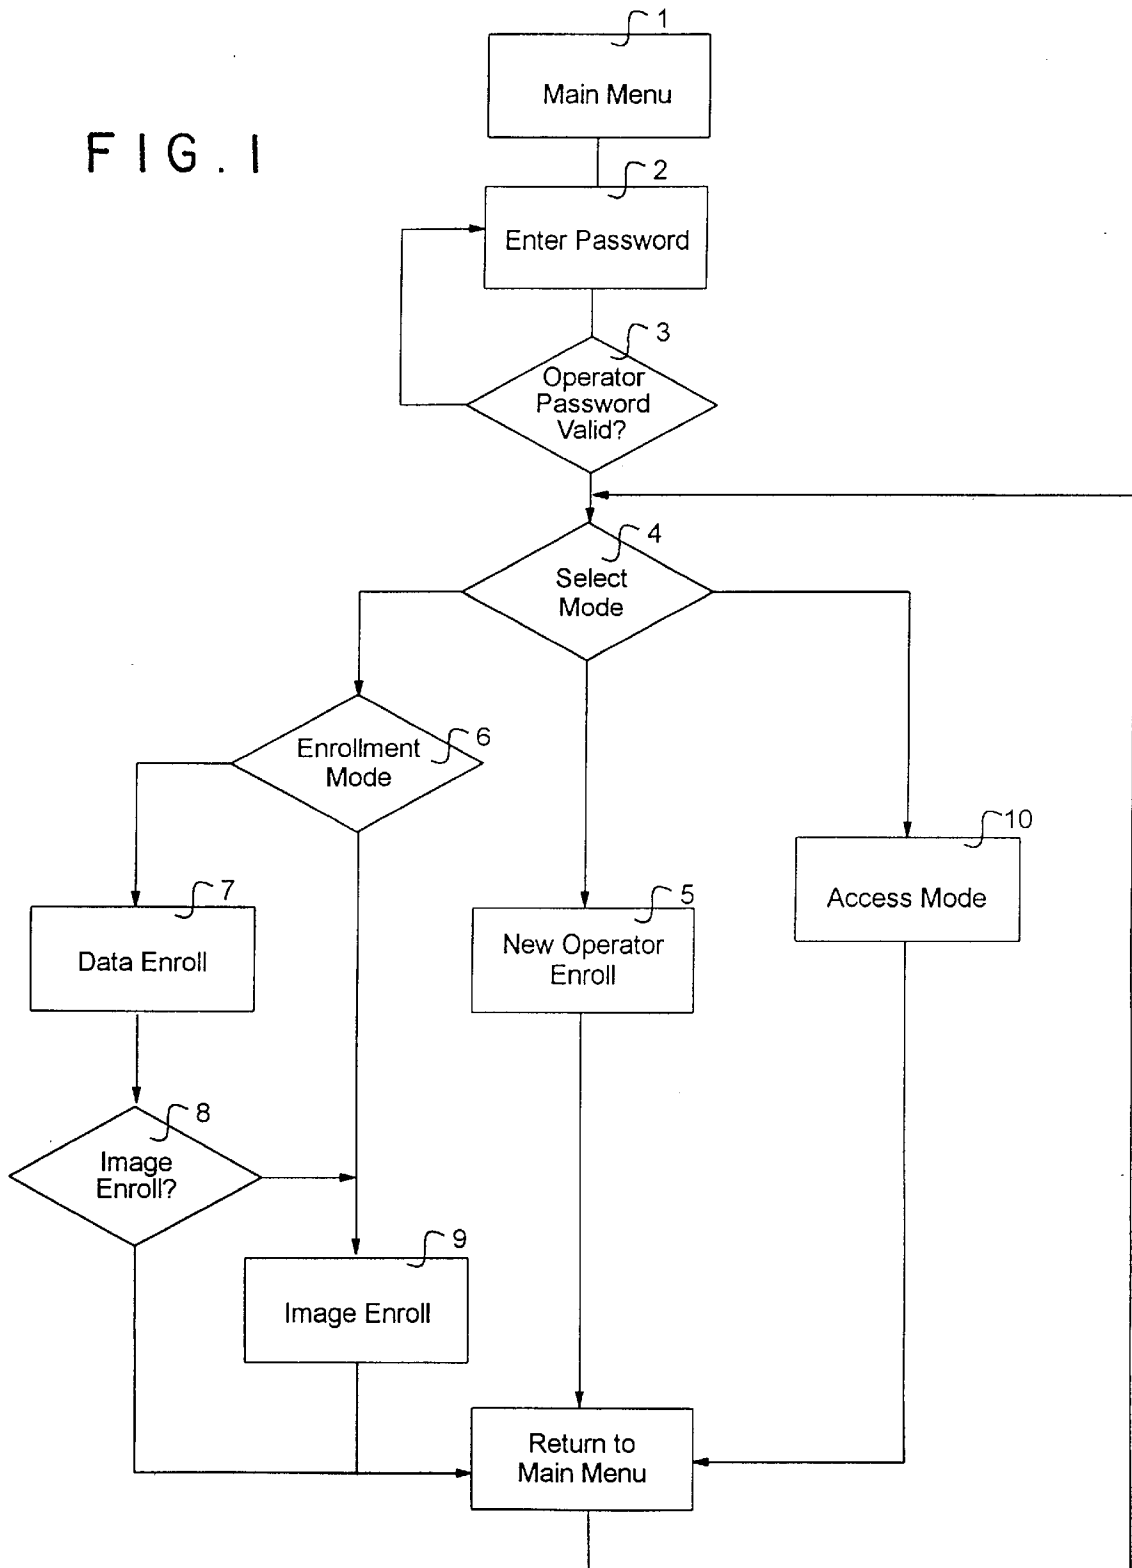 FIG.1
1
Main Menu
2
Enter Password
3
Operator
Password
Valid?
4
Select
Mode
6
Enrollment
Mode
10
Access Mode
7
Data Enroll
5
New Operator
Enroll
8
Image
Enroll?
9
Image Enroll
Return to
Main Menu